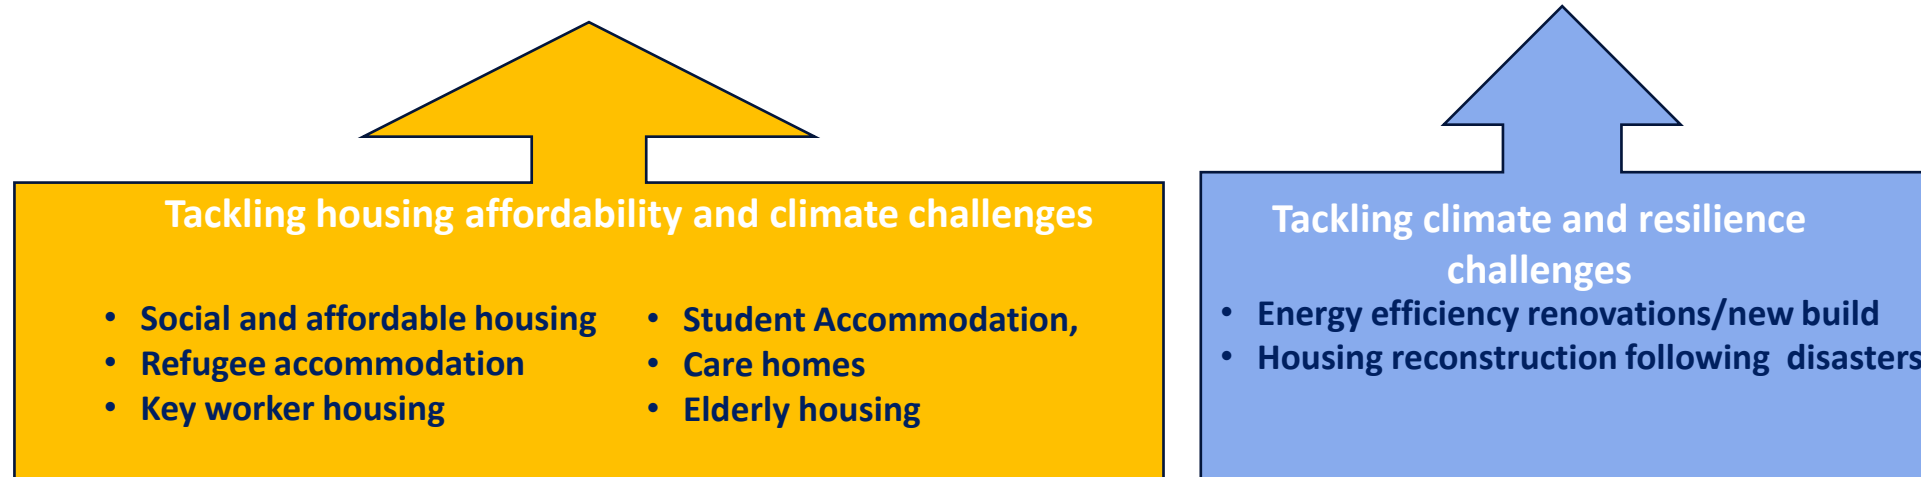 Tackling housing affordability and climate challenges
• Social and affordable housing
• Refugee accommodation
• Key worker housing
• Student Accommodation,
• Care homes
• Elderly housing
Tackling climate and resilience
challenges
• Energy efficiency renovations/new build
• Housing reconstruction following  disasters